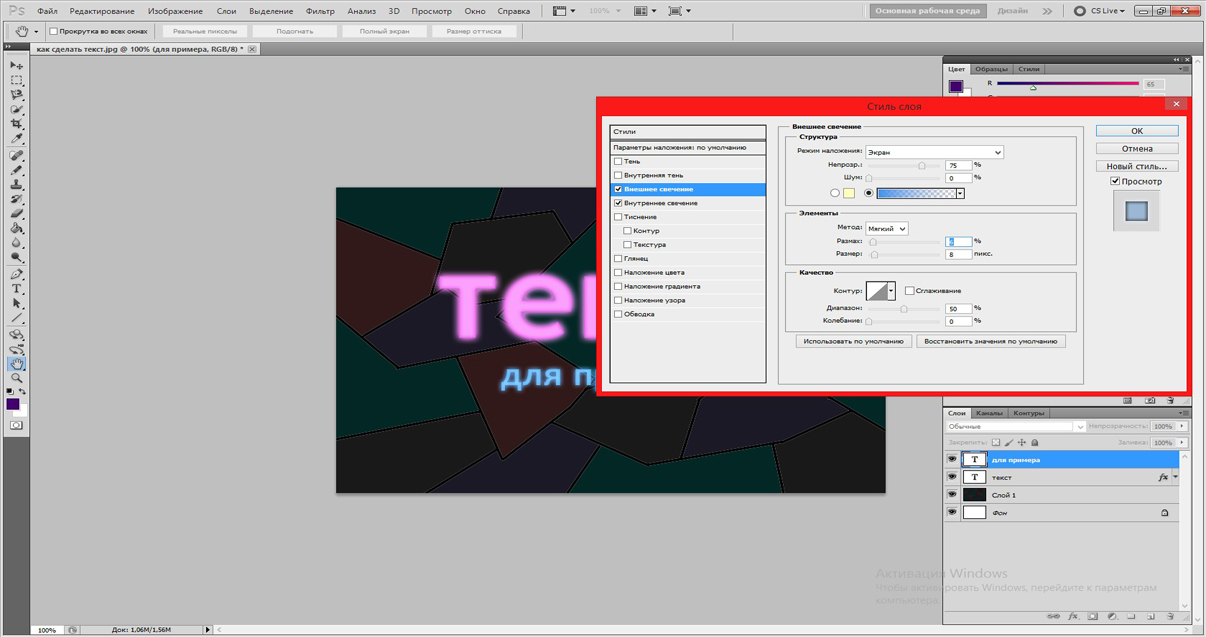 Ps Файл Редактирование Изображение Слои Выделение Фильтр Анализ 3D Просмотр Окно Справка 100% Основная рабочая среда Дизайн CS Live
Прокрутка во всех окнах Реальные пикселы Подогнать Полный экран Размер оттиска
как сделать текст.jpg @ 100% (для примера, RGB/8) *
Цвет Образцы Стили
R 65
Стиль слоя
Стили
Параметры наложения: по умолчанию
Тень
Внутренняя тень
Внешнее свечение
Внутреннее свечение
Тиснение
Контур
Текстура
Глянец
Наложение цвета
Наложение градиента
Наложение узора
Обводка
Внешнее свечение
Структура
Режим наложения: Экран
Непрозр.: 75 %
Шум: 0 %
Элементы
Метод: Мягкий
Размах: %
Размер: 8 пикс.
Качество
Контур: Сглаживание
Диапазон: 50 %
Колебание: 0 %
Использовать по умолчанию Восстановить значения по умолчанию
OK
Отмена
Новый стиль...
Просмотр
те
для п
Слои Каналы Контуры
Обычные Непрозрачность: 100%
Закрепить: Заливка: 100%
T для примера
T текст fx
Слой 1
Фон
Активация Windows
Чтобы активировать Windows, перейдите к параметрам
компьютера
100% Док: 1,06M/1,56M
fx